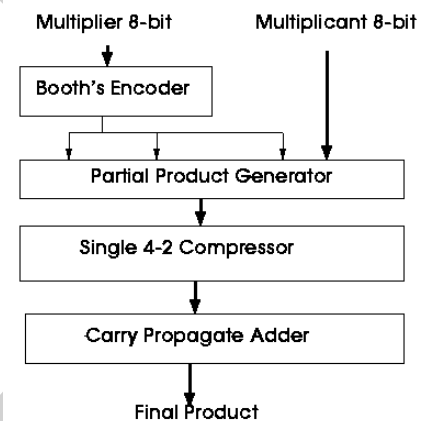 Multiplier 8-bit
Multiplicant 8-bit
Booth's Encoder
Partial Product Generator
Single 4-2 Compressor
Carry Propagate Adder
Final Product